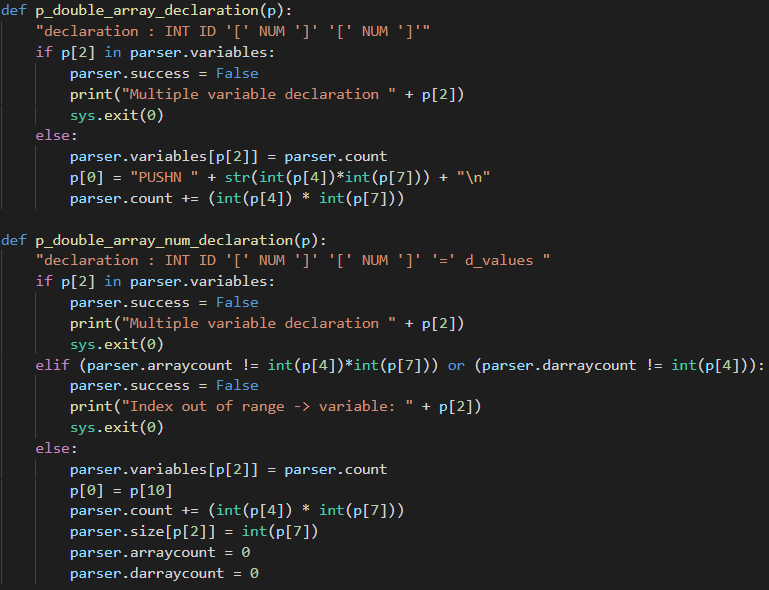 def p_double_array_declaration(p):
    "declaration : INT ID '[' NUM ']' '[' NUM ']'"
    if p[2] in parser.variables:
        parser.success = False
        print("Multiple variable declaration " + p[2])
        sys.exit(0)
    else:
        parser.variables[p[2]] = parser.count
        p[0] = "PUSHN " + str(int(p[4])*int(p[7])) + "\n"
        parser.count += (int(p[4]) * int(p[7]))

def p_double_array_num_declaration(p):
    "declaration : INT ID '[' NUM ']' '[' NUM ']' '=' d_values "
    if p[2] in parser.variables:
        parser.success = False
        print("Multiple variable declaration " + p[2])
        sys.exit(0)
    elif (parser.arraycount != int(p[4])*int(p[7])) or (parser.darraycount != int(p[4])):
        parser.success = False
        print("Index out of range -> variable: " + p[2])
        sys.exit(0)
    else:
        parser.variables[p[2]] = parser.count
        p[0] = p[10]
        parser.count += (int(p[4]) * int(p[7]))
        parser.size[p[2]] = int(p[7])
        parser.arraycount = 0
        parser.darraycount = 0